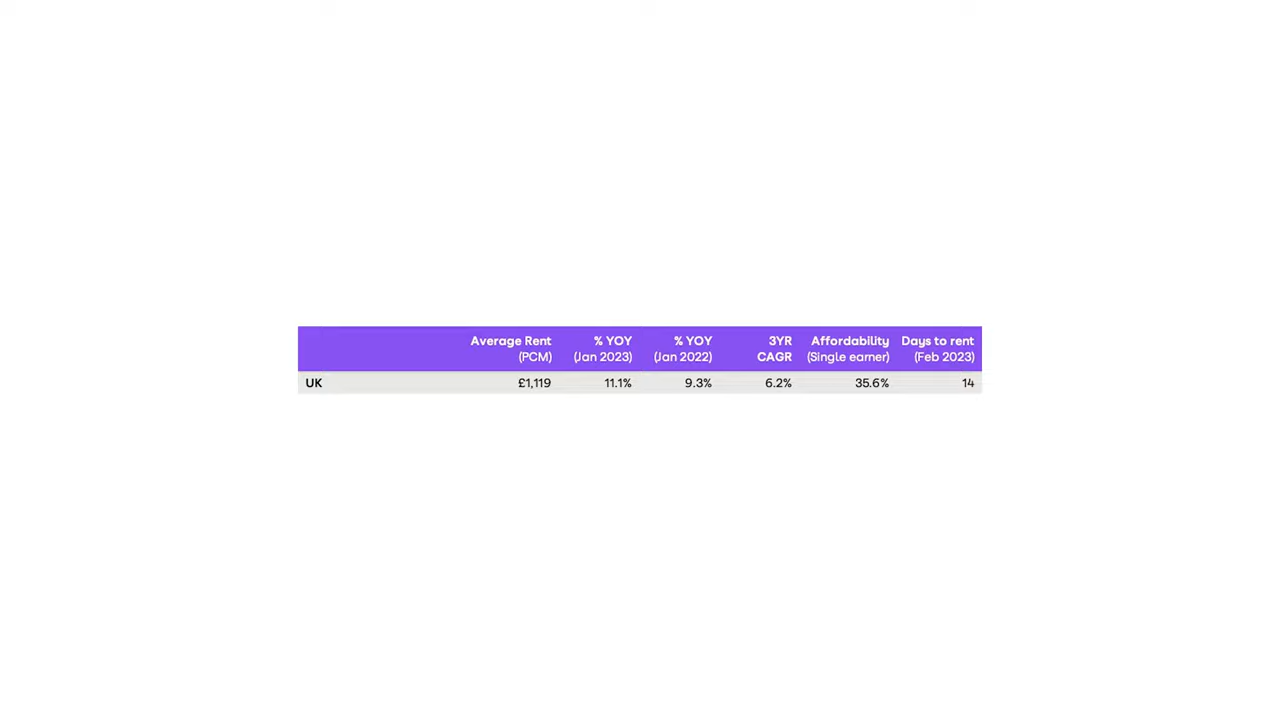 Average Rent % YOY % YOY 3YR Affordability Days to rent
(PCM) (Jan 2023) (Jan 2022) CAGR (Single earner) (Feb 2023)
UK £1,119 11.1% 9.3% 6.2% 35.6% 14